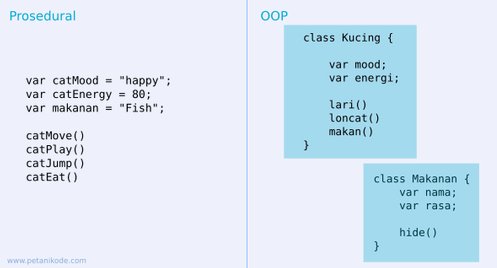 Prosedural
var catMood = "happy";
var catEnergy = 80;
var makanan = "Fish";
catMove()
catPlay()
catJump()
catEat()
www.petanikode.com
OOP
class Kucing {
var mood;
var energi;
lari()
loncat()
makan()
}
class Makanan {
var nama;
var rasa;
hide()
}